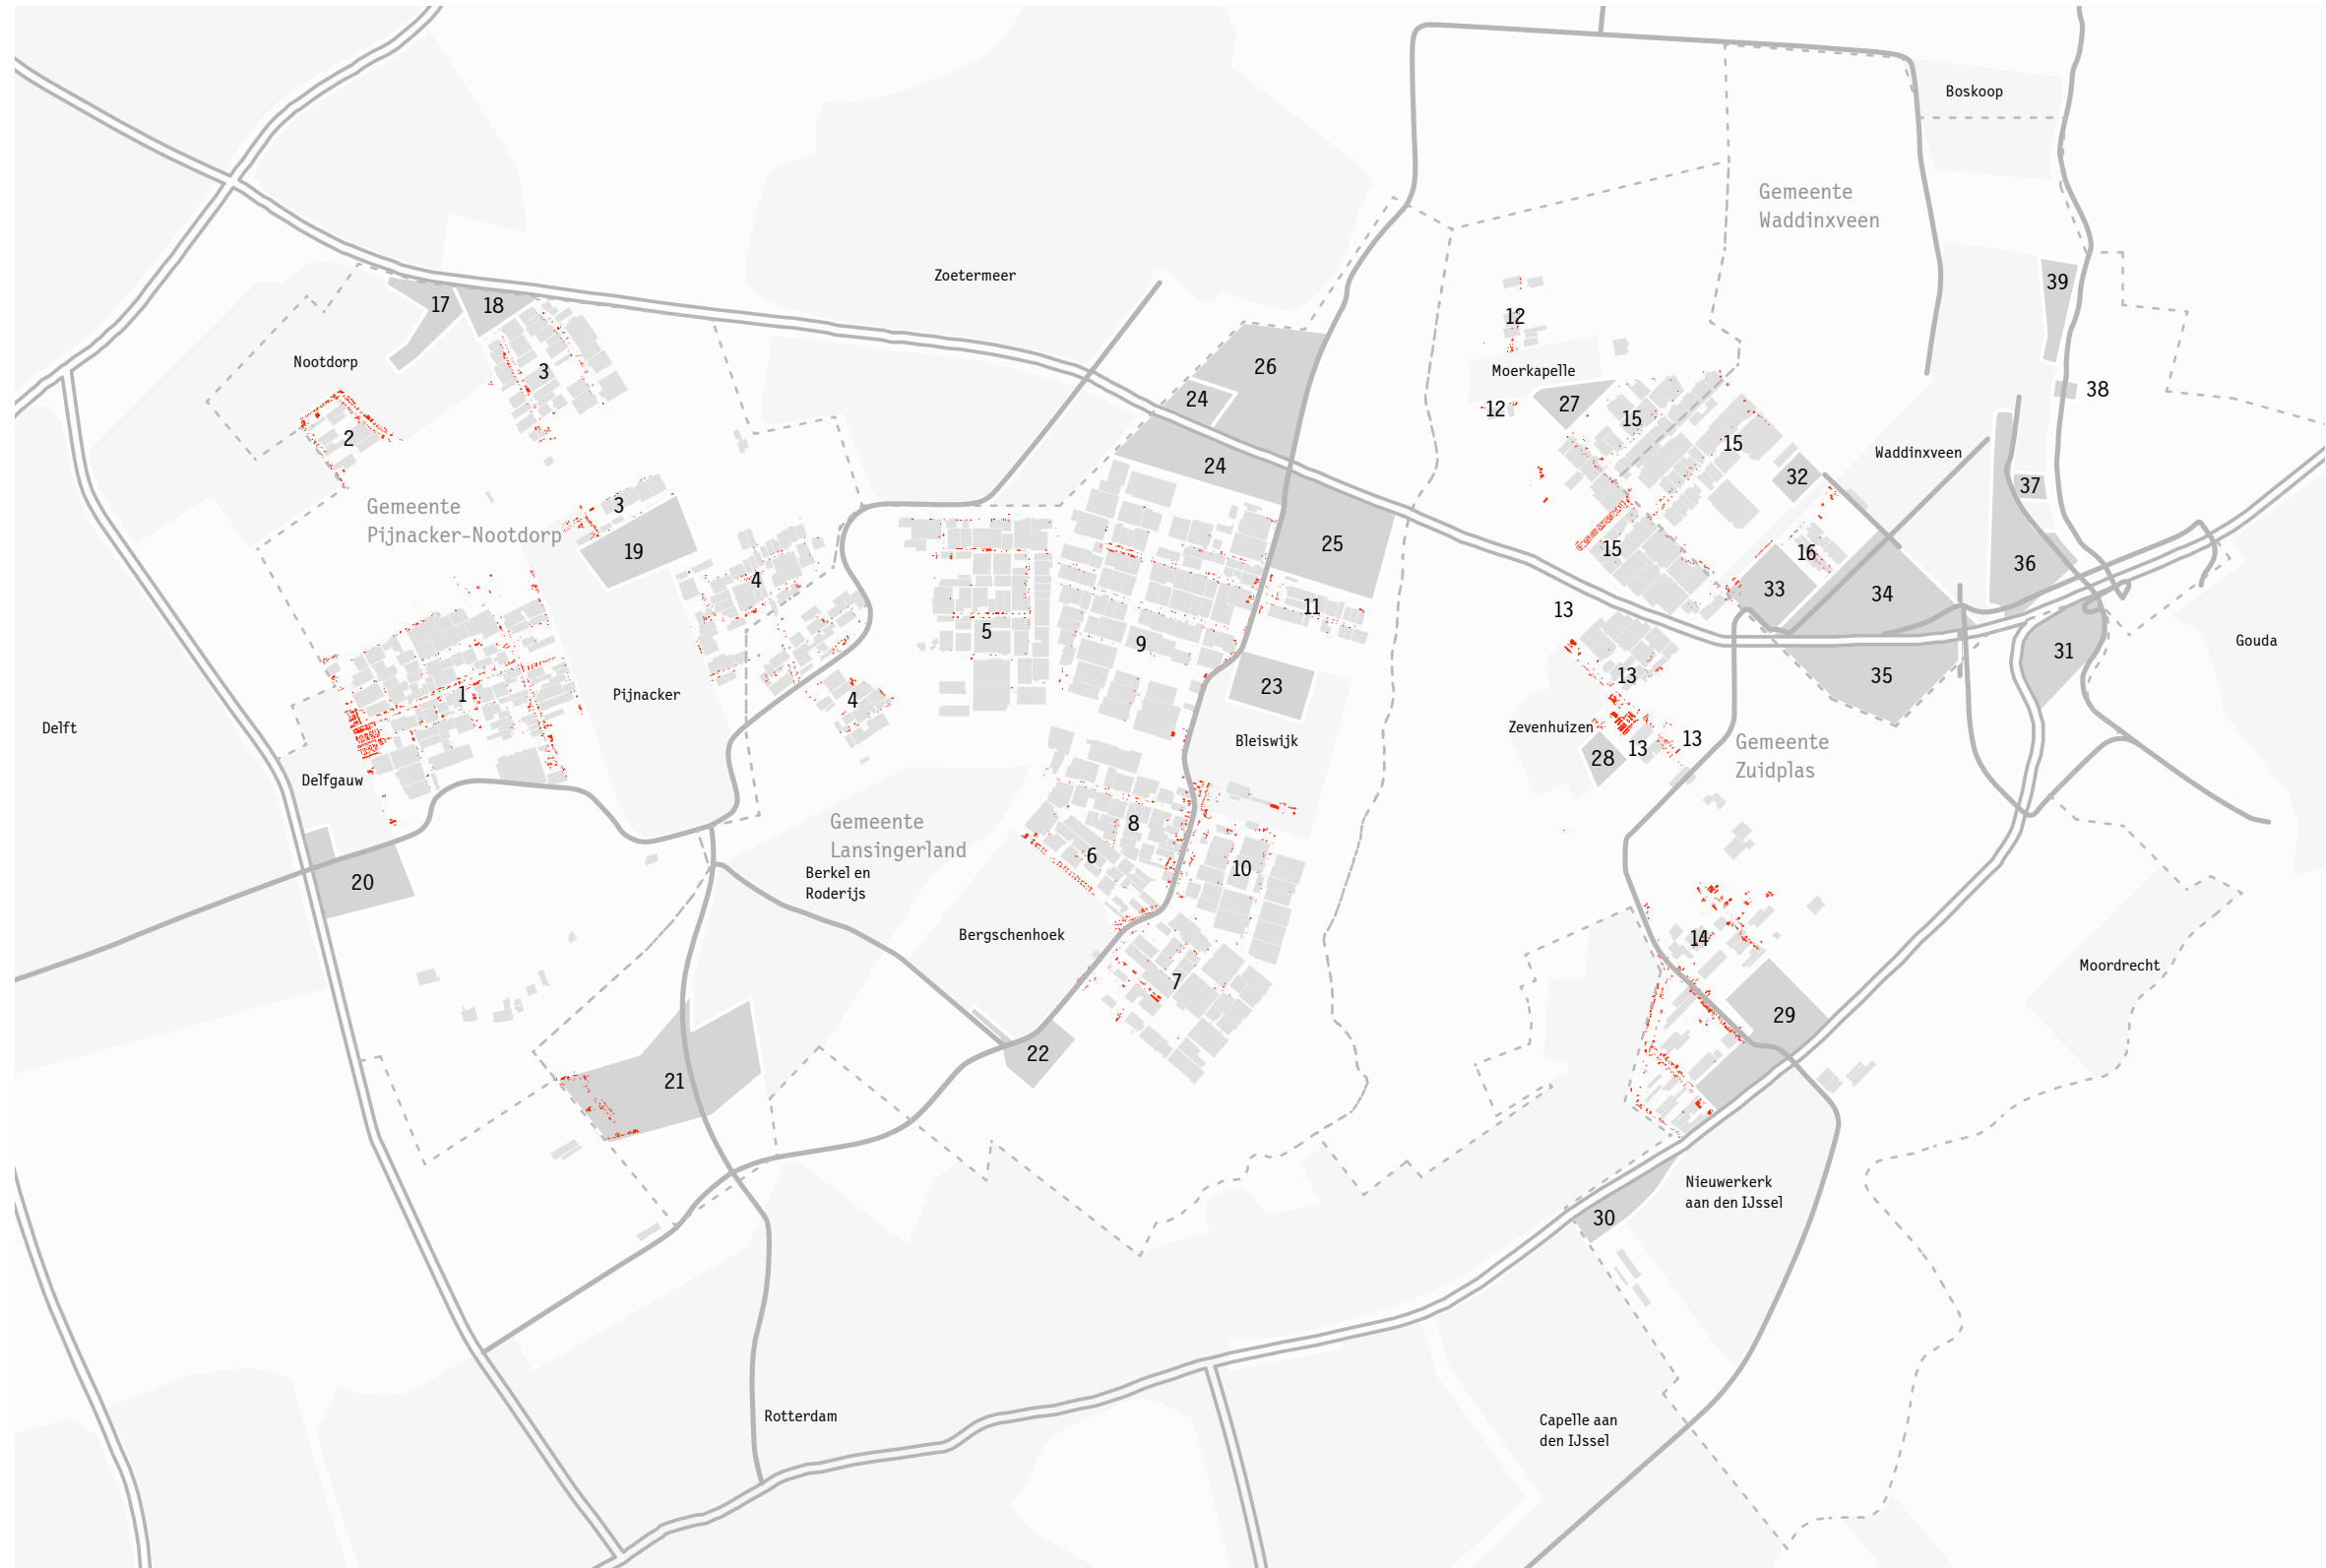 Boskoop
Gemeente
Waddinxveen
Zoetermeer
39
17
18
12
Nootdorp
26
Moerkapelle
3
24
38
27
12
15
2
15
Waddinxveen
24
32
37
3
Gemeente
Pijnacker-Nootdorp
19
25
15
16
36
4
33
34
11
13
5
9
Gouda
31
13
35
23
1
Pijnacker
4
Delft
Zevenhuizen
Bleiswijk
13
13
28
Gemeente
Zuidplas
Delfgauw
Gemeente
Lansingerland
8
6
10
Berkel en
Roderijs
20
Bergschenhoek
14
Moordrecht
7
29
22
21
Nieuwerkerk
aan den IJssel
30
Rotterdam
Capelle aan
den IJssel